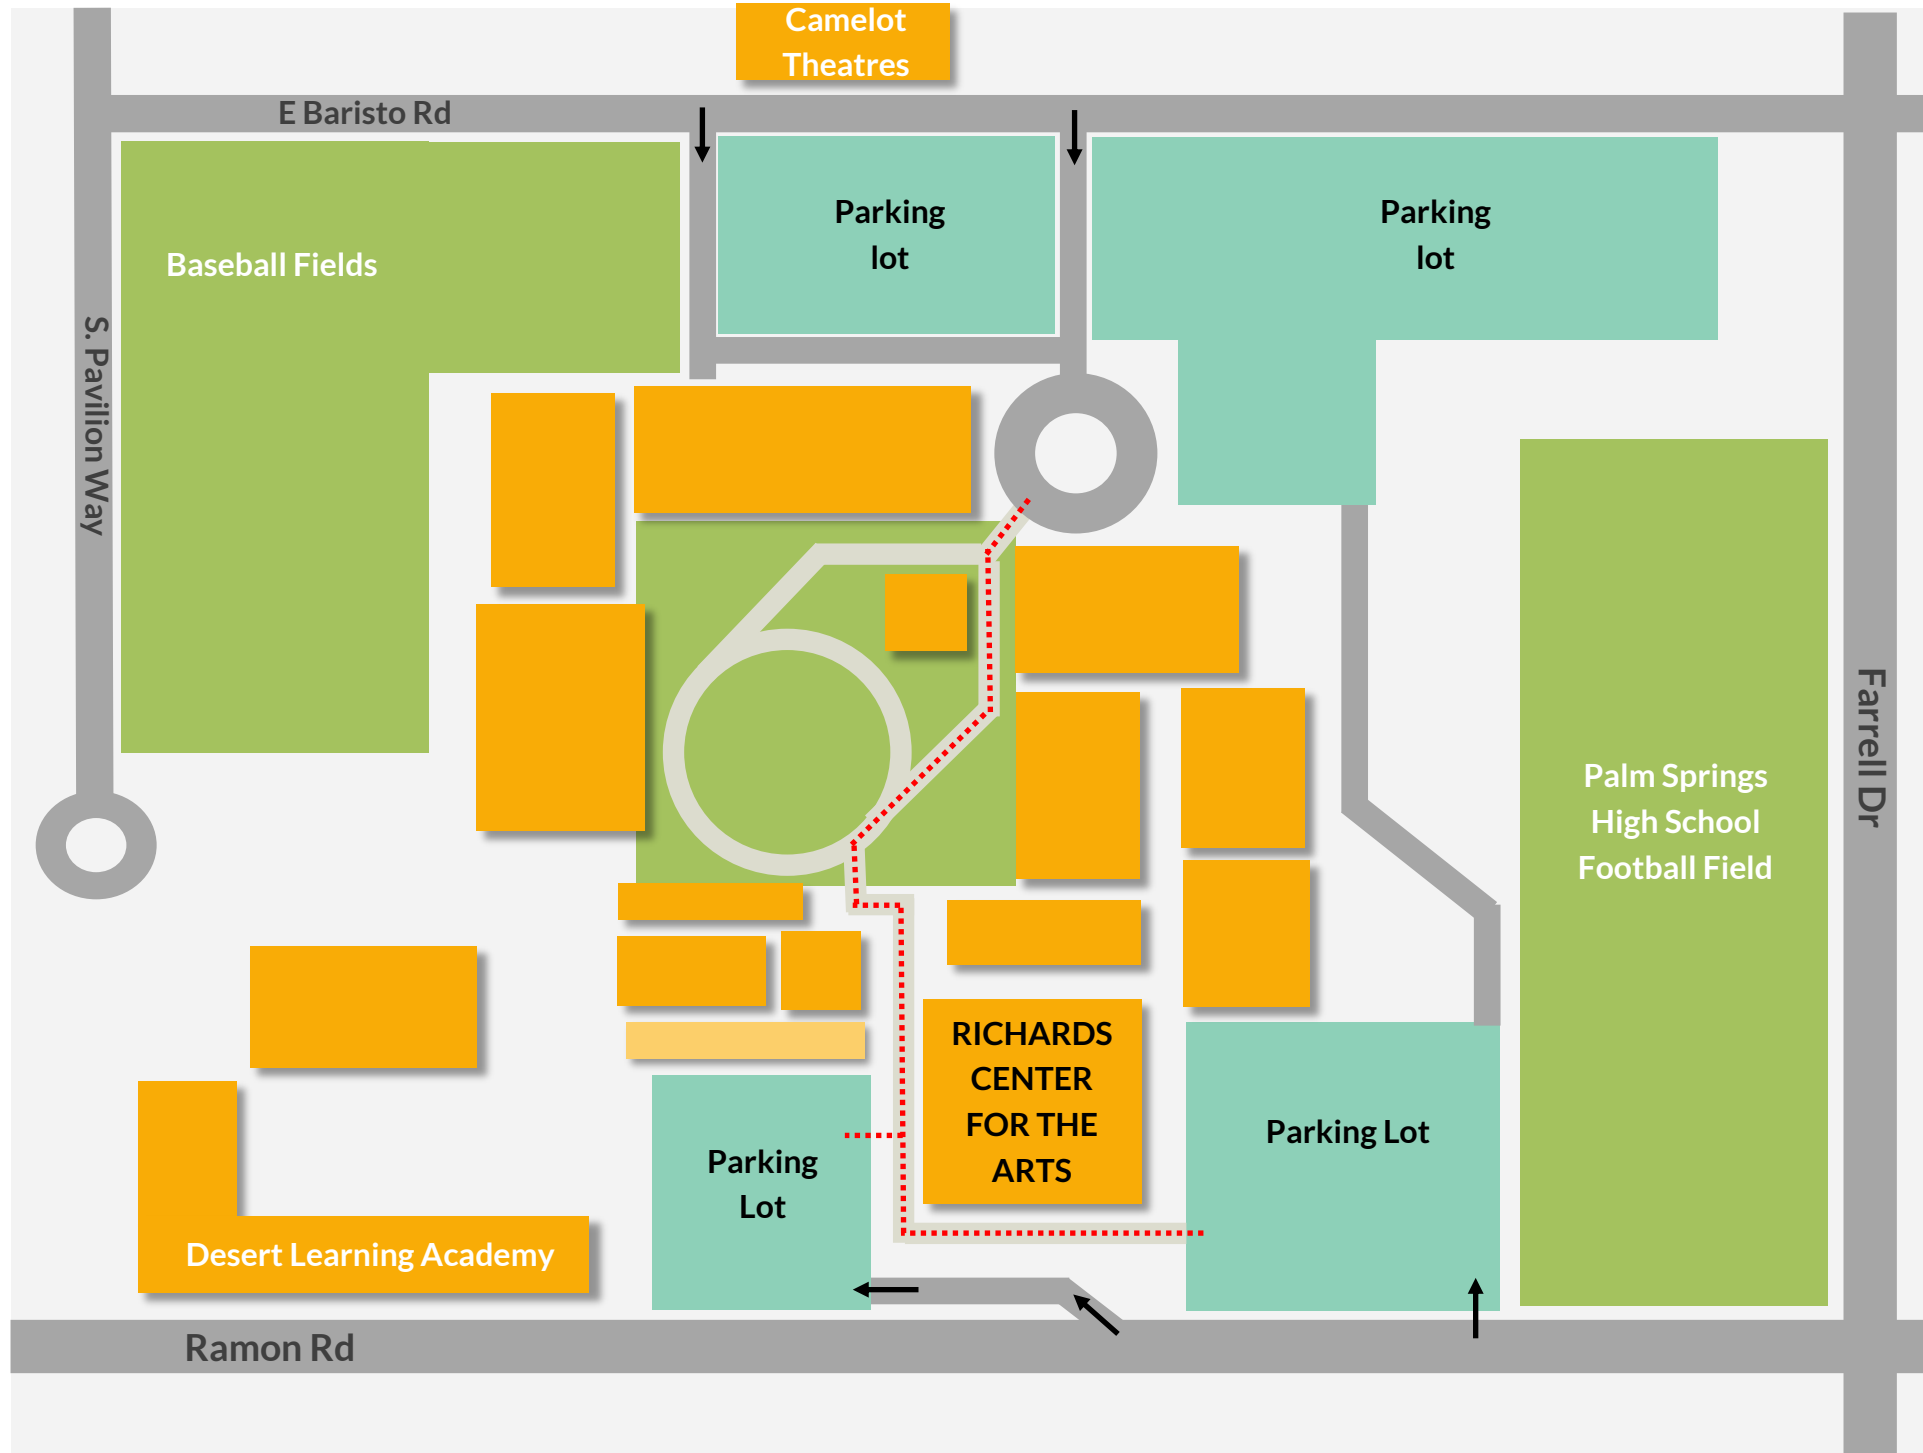 Camelot
Theatres
E Baristo Rd
Parking
lot
Parking
lot
Baseball Fields
S. Pavilion Way
Farrell Dr
Palm Springs
High School
Football Field
RICHARDS
CENTER
FOR THE
ARTS
Parking Lot
Parking
Lot
Desert Learning Academy
Ramon Rd